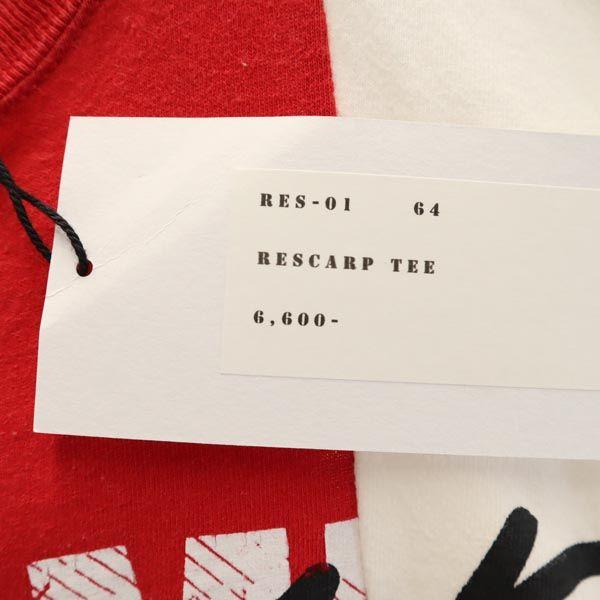 RES-01 64
RESCARP TEE
6,600-